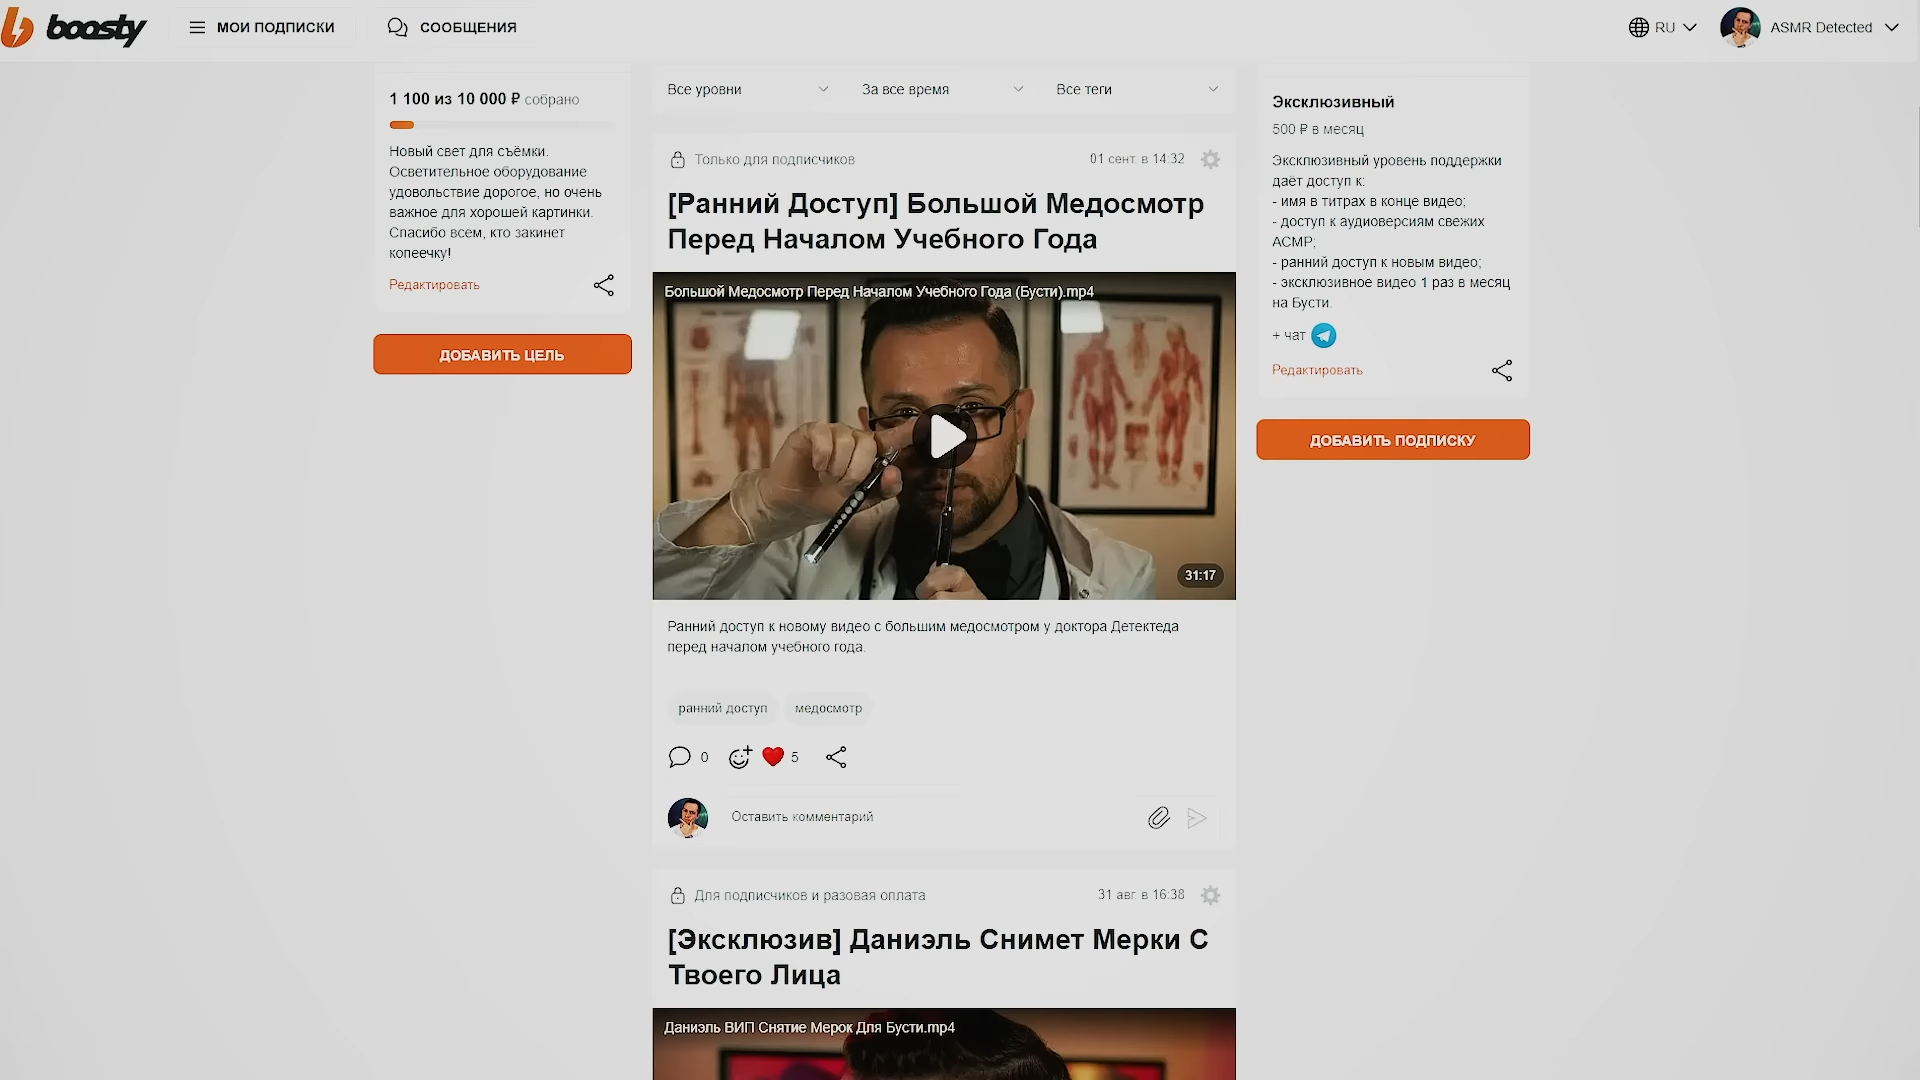 boosty
МОИ ПОДПИСКИ
СООБЩЕНИЯ
RU
ASMR Detected
1 100 из 10 000 ₽ собрано
Новый свет для съёмки.
Осветительное оборудование
удовольствие дорогое, но очень
важное для хорошей картинки.
Спасибо всем, кто закинет
копеечку!
Редактировать
ДОБАВИТЬ ЦЕЛЬ
Все уровни
За все время
Все теги
Только для подписчиков
01 сент. в 14:32
[Ранний Доступ] Большой Медосмотр
Перед Началом Учебного Года
Большой Медосмотр Перед Началом Учебного Года (Бусти).mp4
31:17
Ранний доступ к новому видео с большим медосмотром у доктора Детектеда
перед началом учебного года.
ранний доступ
медосмотр
0
5
Оставить комментарий
Для подписчиков и разовая оплата
31 авг. в 16:38
[Эксклюзив] Даниэль Снимет Мерки С
Твоего Лица
Даниэль ВИП Снятие Мерок Для Бусти.mp4
Эксклюзивный
500 ₽ в месяц
Эксклюзивный уровень поддержки
даёт доступ к:
- имя в титрах в конце видео;
- доступ к аудиоверсиям свежих
АСМР;
- ранний доступ к новым видео;
- эксклюзивное видео 1 раз в месяц
на Бусти.
+ чат
Редактировать
ДОБАВИТЬ ПОДПИСКУ